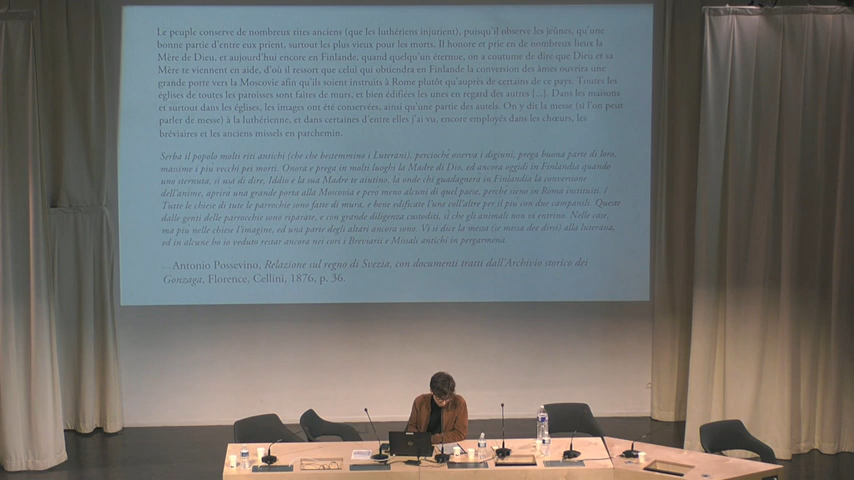 Le peuple conserve de nombreux rites anciens (que les luthériens injurient), puisqu'il observe les jeûnes, qu'une
bonne partie d'entre eux prient, surtout les plus vieux pour les morts. Il honore et prie en de nombreux lieux la
Mère de Dieu, et aujourd'hui encore en Finlande, quand quelqu'un éternue, on a coutume de dire que Dieu et sa
Mère te viennent en aide, d'où il ressort que celui qui obtiendra en Finlande la conversion des âmes ouvrira une
grande porte vers la Moscovie afin qu'ils soient instruits à Rome plutôt qu'auprès de certains de ce pays. Toutes les
églises de toutes les paroisses sont faites de murs, et bien édifiées les unes en regard des autres [...]. Dans les maisons
et surtout dans les églises, les images ont été conservées, ainsi qu'une partie des autels. On y dit la messe (si l'on peut
parler de messe) à la luthérienne, et dans certaines d'entre elles j'ai vu, encore employés dans les chœurs, les
bréviaires et les anciens missels en parchemin.
Serba il popolo molti riti antichi (che che bestemmino i Luterani), perciochè osserva i digiuni, prega buona parte di loro,
massime i piu vecchi pei morti. Onora e prega in molti luoghi la Madre di Dio, ed ancora oggidi in Finlandia quando
uno sternuta, si usa di dire, Iddio e la sua Madre te aiutino, la onde chi guadagnerà in Finlandia la conversione
dell'anime, aprira una grande porta alla Moscovia e pero meno alcuni di quel paese, perche sieno in Roma instituiti. /
Tutte le chiese di tute le parrochie sono fatte di mura, e bene edificate l'una coll'altre per il piu con due campanili. Queste
dalle genti delle parrocchie sono riparate, e con grande diligenza custoditi, sì che gli animali non vi entrino. Nelle case,
ma piu nelle chiese l'imagine, ed una parte degli altari ancora sono. Vi si dice la messa (se messa dee dirsi) alla luterana,
ed in alcune ho io veduto restar ancora nei cori i Breviarii e Missali antichi in pergamena.
Antonio Possevino, Relazione sul regno di Svezia, con documenti tratti dall'Archivio storico dei
Gonzaga, Florence, Cellini, 1876, p. 36.